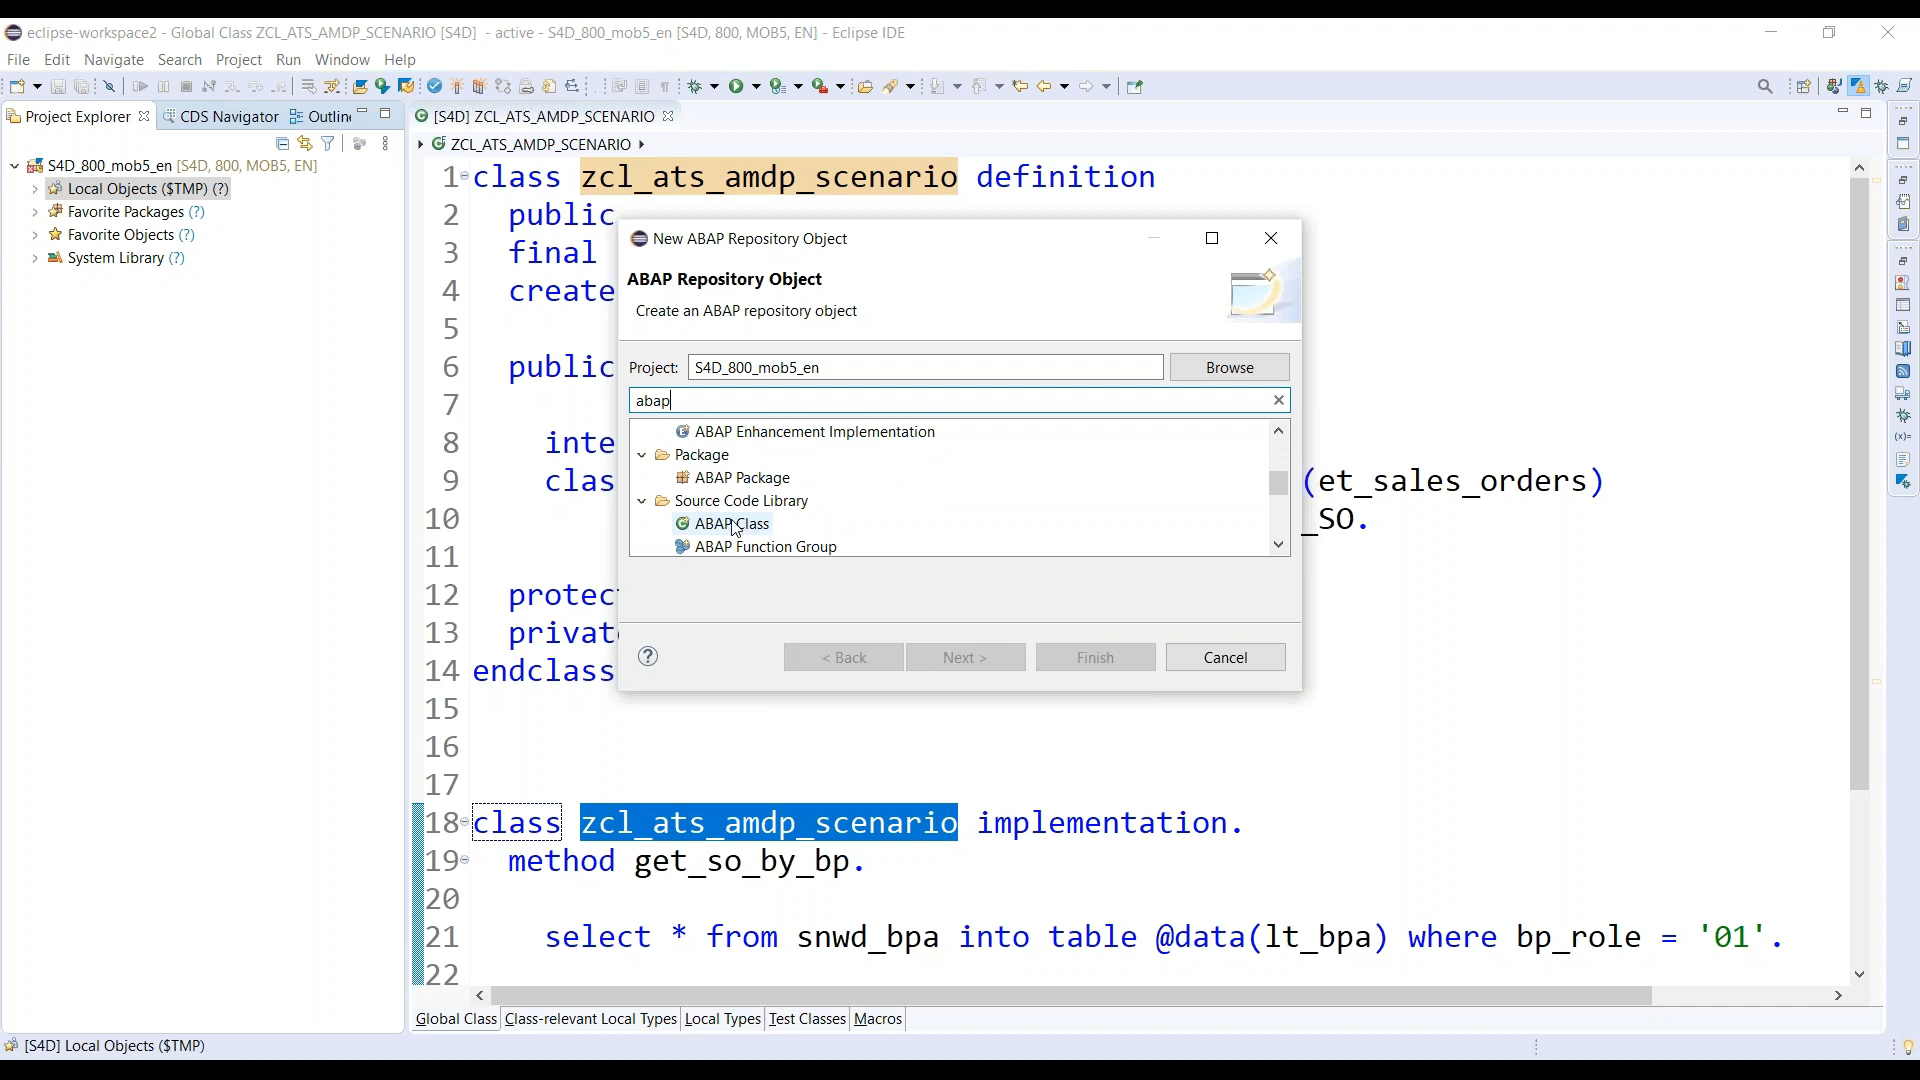 eclipse-workspace2 - Global Class ZCL_ATS_AMDP_SCENARIO [S4D] - active - S4D_800_mob5_en [S4D, 800, MOB5, EN] - Eclipse IDE
File Edit Navigate Search Project Run Window Help
Project Explorer CDS Navigator Outline
[S4D] ZCL_ATS_AMDP_SCENARIO
ZCL_ATS_AMDP_SCENARIO
S4D_800_mob5_en [S4D, 800, MOB5, EN]
Local Objects ($TMP) (?)
Favorite Packages (?)
Favorite Objects (?)
System Library (?)
1 class zcl_ats_amdp_scenario definition
2 public
3 final
4 create
5
6 public
7
8 inte
9 clas (et_sales_orders)
10 _SO.
11
12 protec
13 privat
14 endclass
15
16
17
18 class zcl_ats_amdp_scenario implementation.
19 method get_so_by_bp.
20
21 select * from snwd_bpa into table @data(lt_bpa) where bp_role = '01'.
22
New ABAP Repository Object
ABAP Repository Object
Create an ABAP repository object
Project: S4D_800_mob5_en Browse
abap
ABAP Enhancement Implementation
Package
ABAP Package
Source Code Library
ABAP Class
ABAP Function Group
? < Back Next > Finish Cancel
Global Class Class-relevant Local Types Local Types Test Classes Macros
[S4D] Local Objects ($TMP)